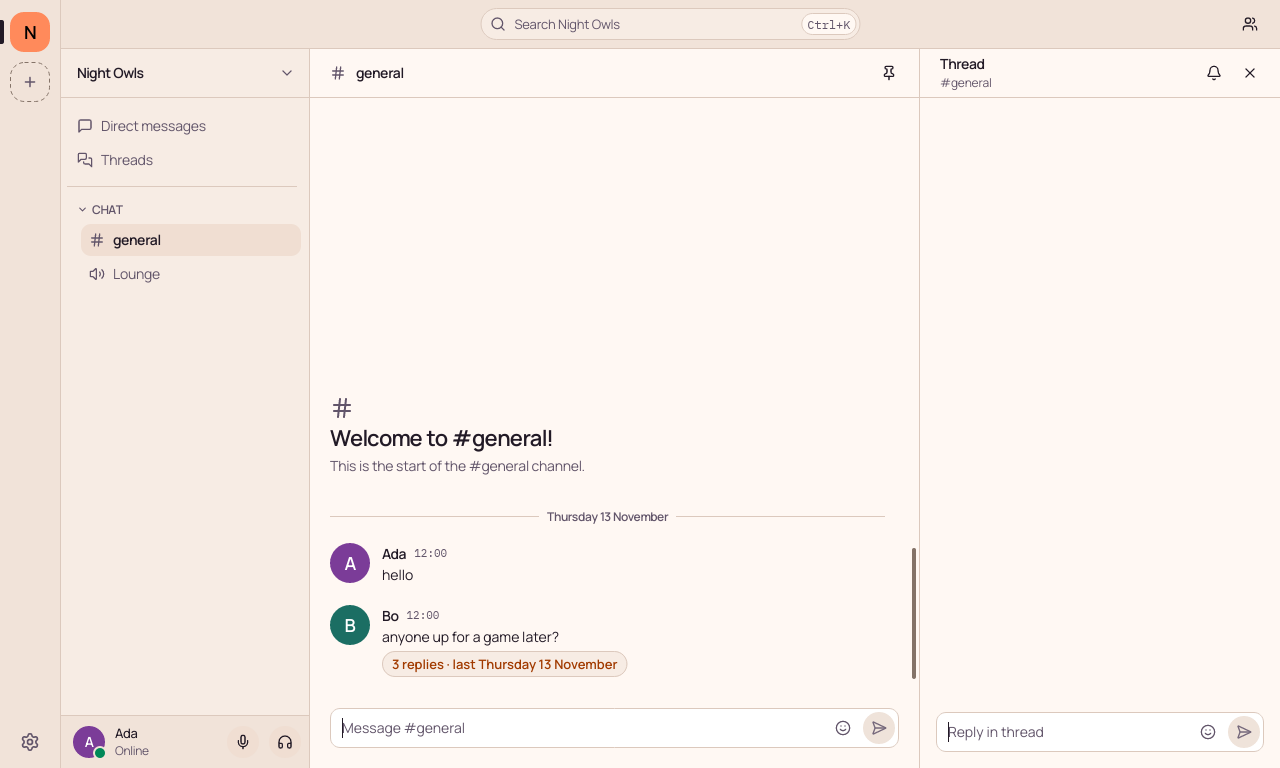 N
Search Night Owls
Ctrl+K
Night Owls
Direct messages
Threads
CHAT
general
Lounge
A
Ada
Online
general
Welcome to #general!
This is the start of the #general channel.
Thursday 13 November
A
Ada 12:00
hello
B
Bo 12:00
anyone up for a game later?
3 replies · last Thursday 13 November
Message #general
Thread
#general
Reply in thread